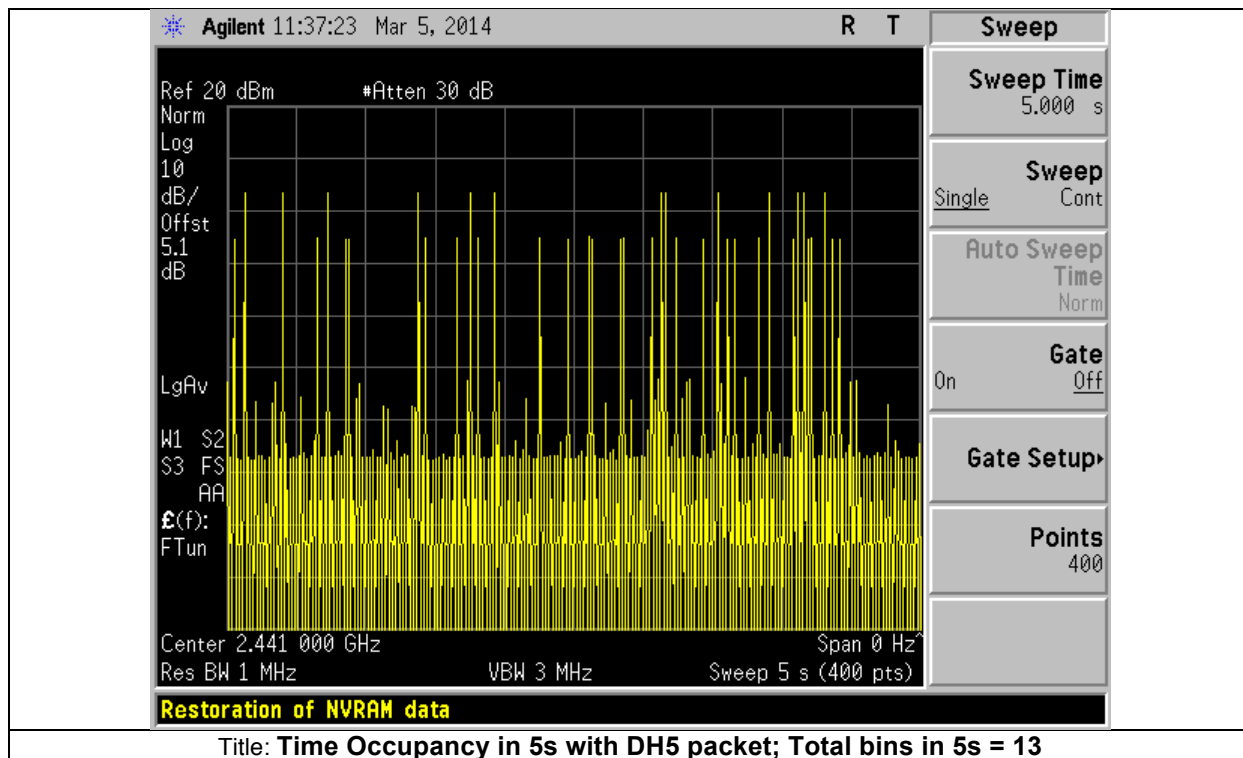 Agilent 11:37:23 Mar 5, 2014 R T
Ref 20 dBm #Atten 30 dB
Norm
Log
10
dB/
Offst
5.1
dB
LgAv
W1 S2
S3 FS
AA
£(f):
FTun
Center 2.441 000 GHz Span 0 Hz^
Res BW 1 MHz VBW 3 MHz Sweep 5 s (400 pts)
Restoration of NVRAM data
Sweep
Sweep Time
5.000 s
Sweep
Single Cont
Auto Sweep
Time
Norm
Gate
On Off
Gate Setup▸
Points
400
Title: Time Occupancy in 5s with DH5 packet; Total bins in 5s = 13